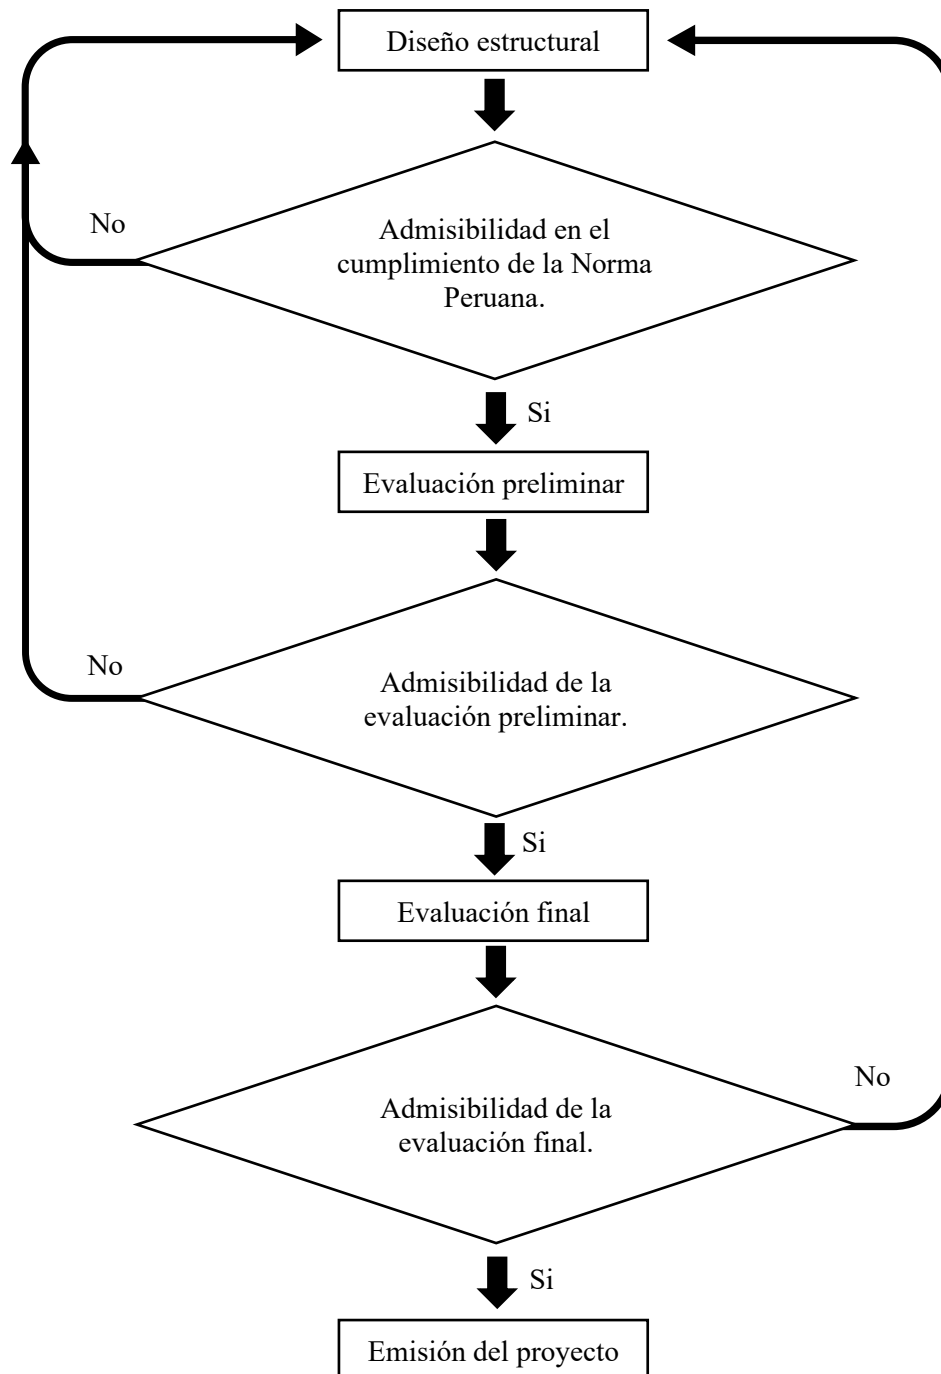 Diseño estructural
No
Admisibilidad en el
cumplimiento de la Norma
Peruana.
Si
Evaluación preliminar
No
Admisibilidad de la
evaluación preliminar.
Si
Evaluación final
No
Admisibilidad de la
evaluación final.
Si
Emisión del proyecto